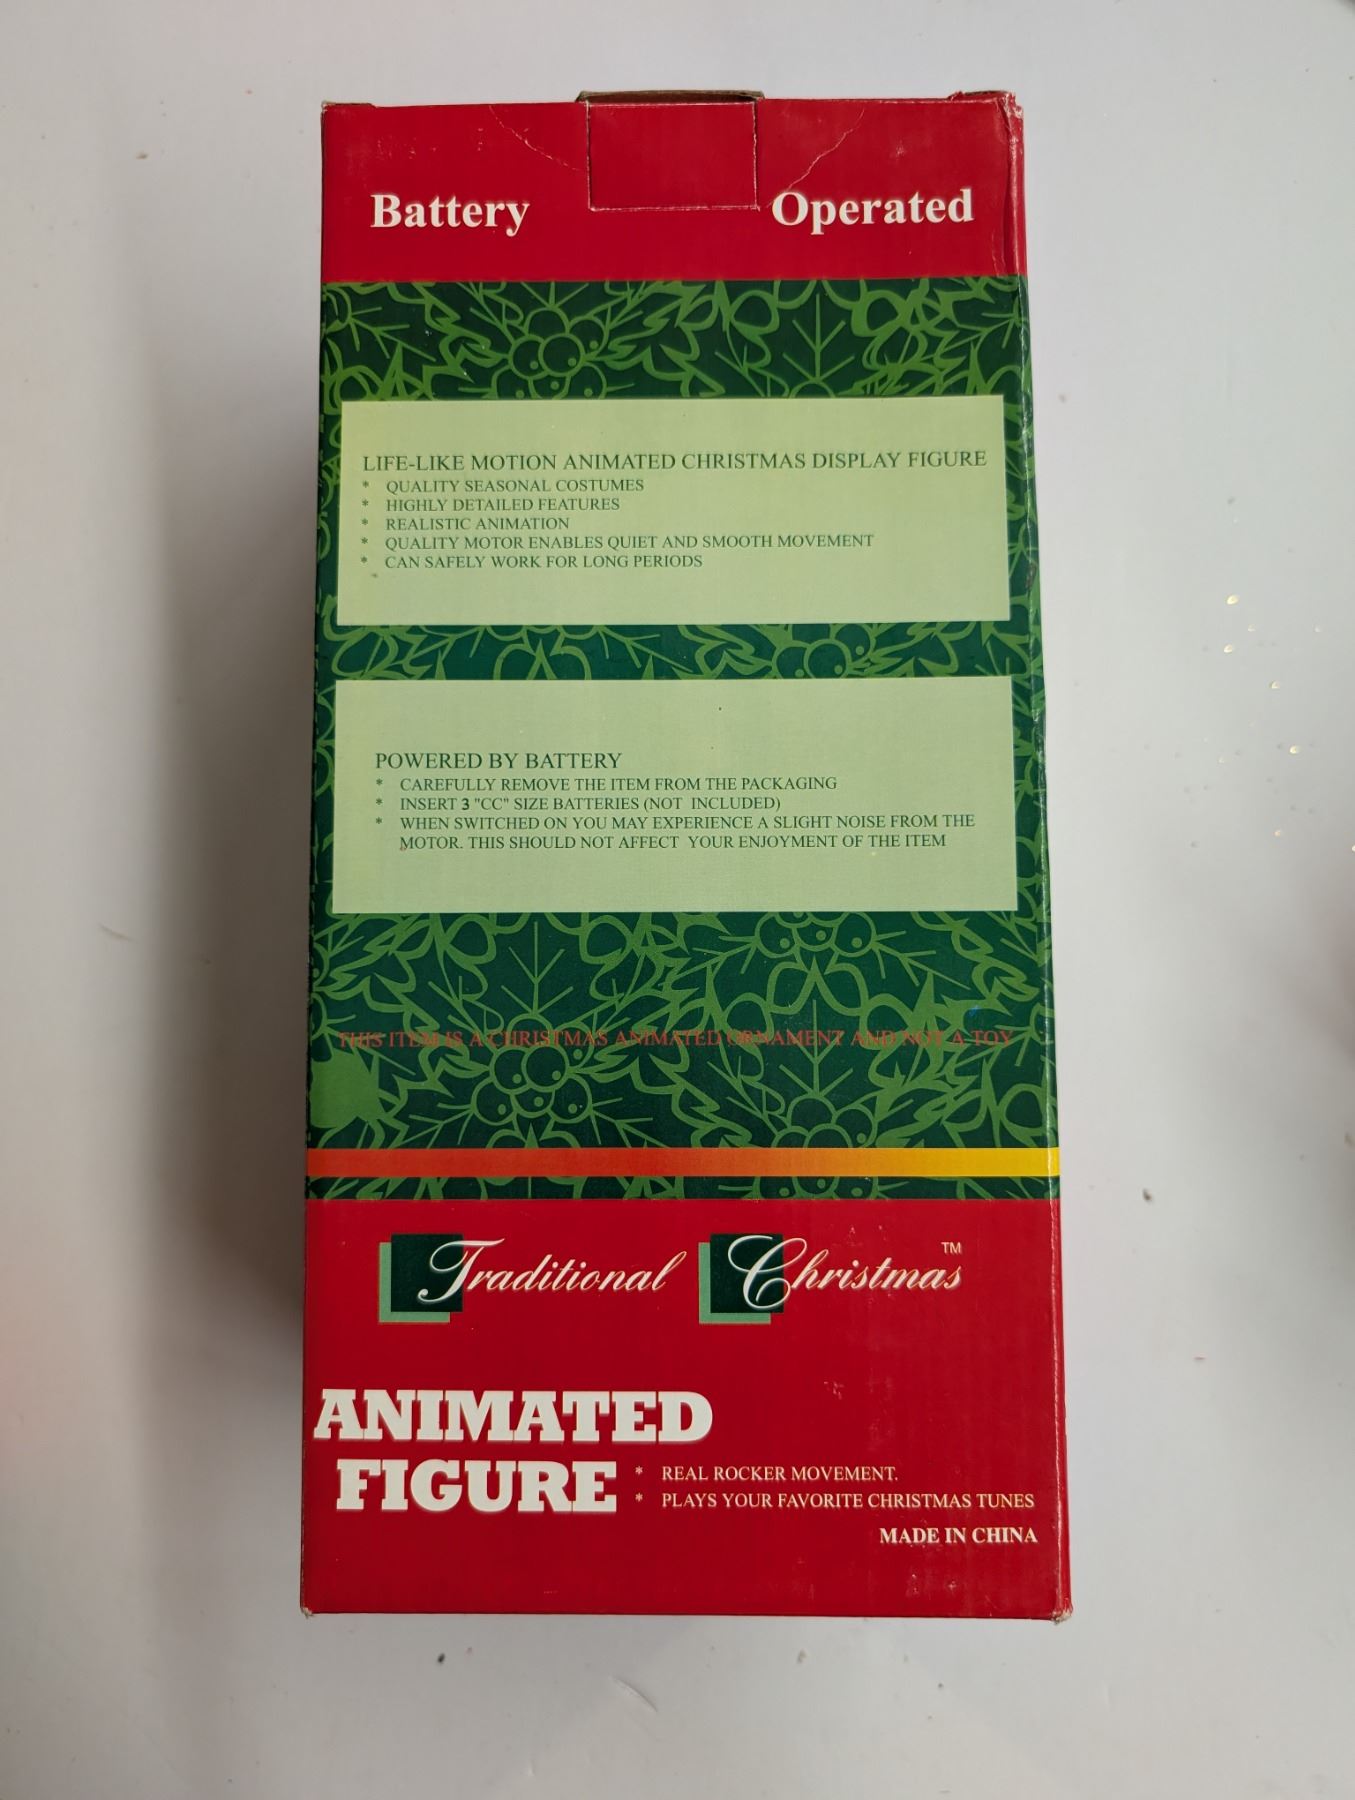 Battery Operated
LIFE-LIKE MOTION ANIMATED CHRISTMAS DISPLAY FIGURE
* QUALITY SEASONAL COSTUMES
* HIGHLY DETAILED FEATURES
* REALISTIC ANIMATION
* QUALITY MOTOR ENABLES QUIET AND SMOOTH MOVEMENT
* CAN SAFELY WORK FOR LONG PERIODS
POWERED BY BATTERY
* CAREFULLY REMOVE THE ITEM FROM THE PACKAGING
* INSERT 3 "CC" SIZE BATTERIES (NOT INCLUDED)
* WHEN SWITCHED ON YOU MAY EXPERIENCE A SLIGHT NOISE FROM THE
MOTOR. THIS SHOULD NOT AFFECT YOUR ENJOYMENT OF THE ITEM
THIS ITEM IS A CHRISTMAS ANIMATED ORNAMENT AND NOT A TOY
Traditional Christmas™
ANIMATED
FIGURE
* REAL ROCKER MOVEMENT.
* PLAYS YOUR FAVORITE CHRISTMAS TUNES
MADE IN CHINA